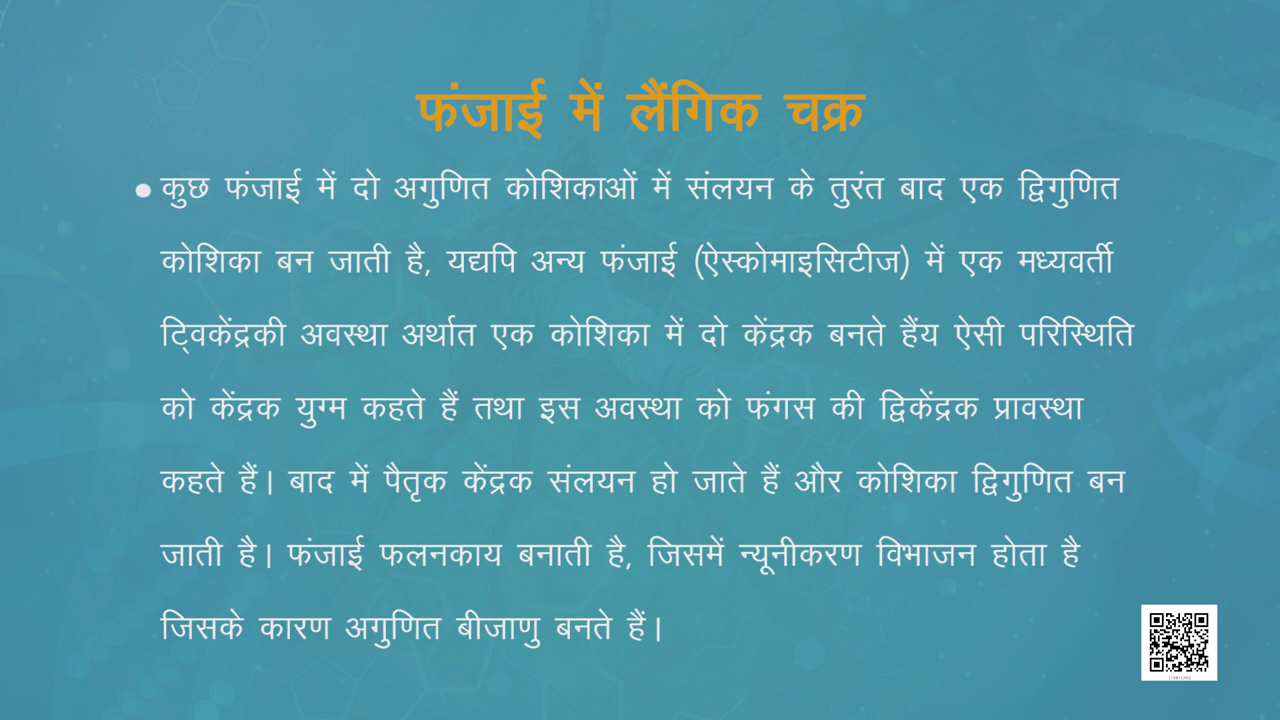 फंजाई में लैंगिक चक्र
• कुछ फंजाई में दो अगुणित कोशिकाओं में संलयन के तुरंत बाद एक द्विगुणित
कोशिका बन जाती है, यद्यपि अन्य फंजाई (ऐस्कोमाइसिटीज) में एक मध्यवर्ती
ट्विकेंद्रकी अवस्था अर्थात एक कोशिका में दो केंद्रक बनते हैंय ऐसी परिस्थिति
को केंद्रक युग्म कहते हैं तथा इस अवस्था को फंगस की द्विकेंद्रक प्रावस्था
कहते हैं। बाद में पैतृक केंद्रक संलयन हो जाते हैं और कोशिका द्विगुणित बन
जाती है। फंजाई फलनकाय बनाती है, जिसमें न्यूनीकरण विभाजन होता है
जिसके कारण अगुणित बीजाणु बनते हैं।